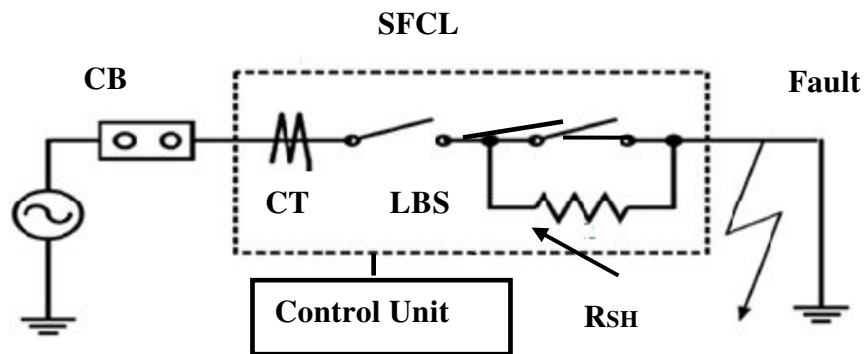 SFCL
CB
Fault
CT
LBS
Control Unit
RSH